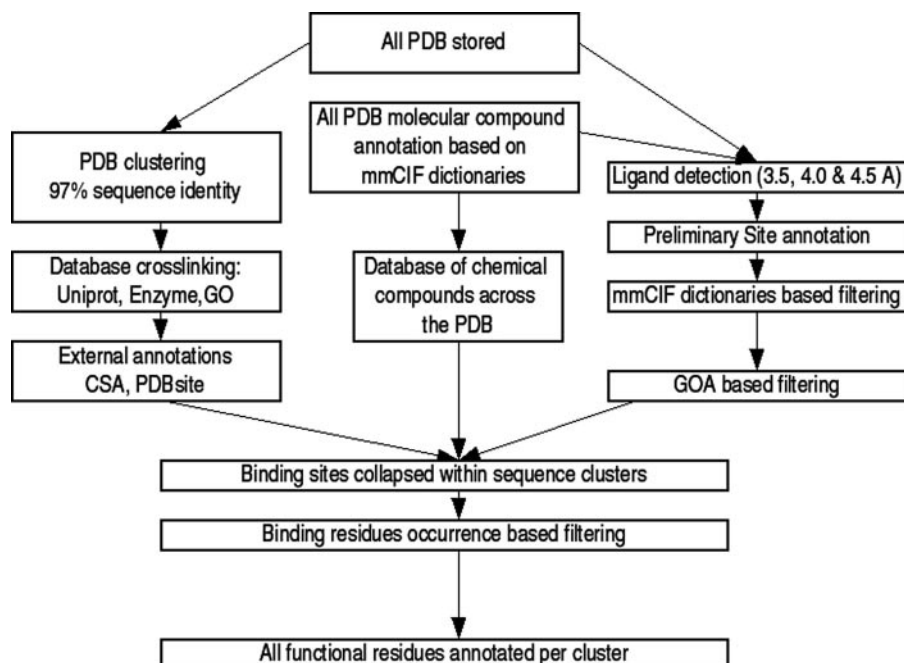 All PDB stored
All PDB molecular compound
annotation based on
mmCIF dictionaries
PDB clustering
97% sequence identity
Ligand detection (3.5, 4.0 & 4.5 A)
Preliminary Site annotation
Database crosslinking:
Uniprot, Enzyme,GO
Database of chemical
compounds across
the PDB
mmCIF dictionaries based filtering
External annotations
CSA, PDBsite
GOA based filtering
Binding sites collapsed within sequence clusters
Binding residues occurrence based filtering
All functional residues annotated per cluster